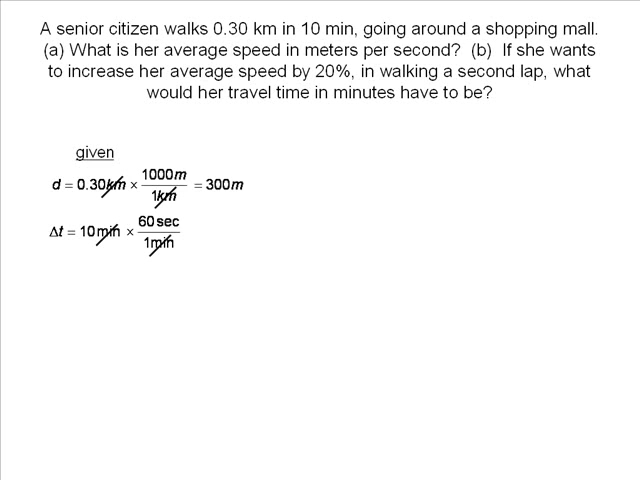 A senior citizen walks 0.30 km in 10 min, going around a shopping mall.
(a) What is her average speed in meters per second?  (b)  If she wants
to increase her average speed by 20%, in walking a second lap, what
would her travel time in minutes have to be?
given
d = 0.30km × 1000m / 1km = 300m
Δt = 10min × 60sec / 1min